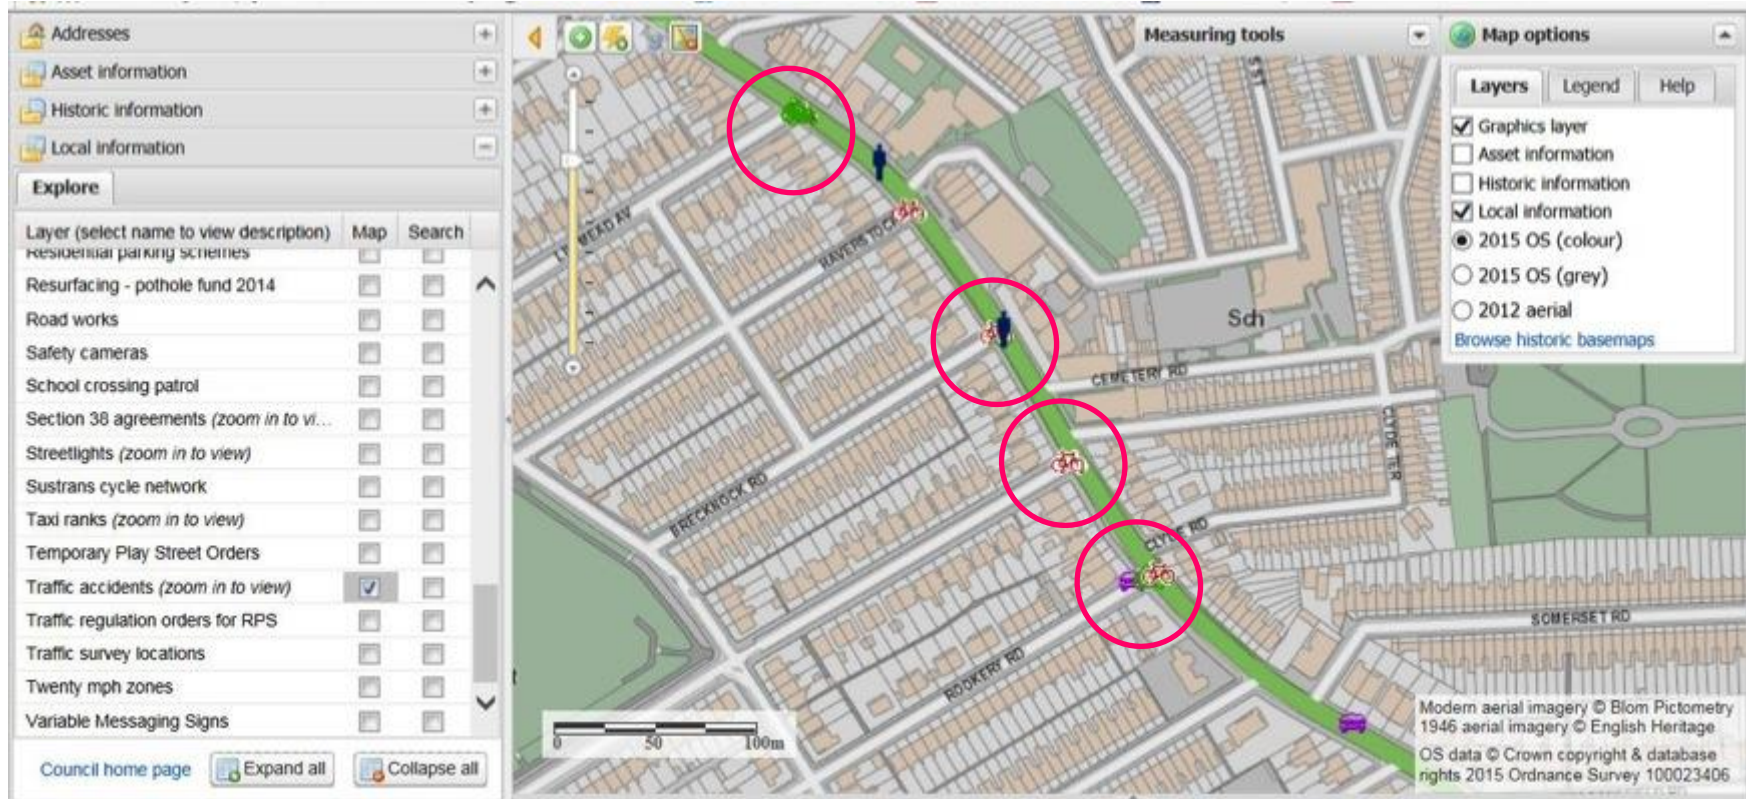 Addresses
Asset information
Historic information
Local information
Explore
Layer (select name to view description) Map Search
Residential parking schemes
Resurfacing - pothole fund 2014
Road works
Safety cameras
School crossing patrol
Section 38 agreements (zoom in to vi...
Streetlights (zoom in to view)
Sustrans cycle network
Taxi ranks (zoom in to view)
Temporary Play Street Orders
Traffic accidents (zoom in to view)
Traffic regulation orders for RPS
Traffic survey locations
Twenty mph zones
Variable Messaging Signs
Council home page Expand all Collapse all
Measuring tools
Map options
Layers Legend Help
Graphics layer
Asset information
Historic information
Local information
2015 OS (colour)
2015 OS (grey)
2012 aerial
Browse historic basemaps
Sch
CEMETERY RD
CLYDE TER
BRECKNOCK RD
CLYDE RD
SOMERSET RD
ROOKERY RD
0 50 100m
Modern aerial imagery © Blom Pictometry
1946 aerial imagery © English Heritage
OS data © Crown copyright & database
rights 2015 Ordnance Survey 100023406